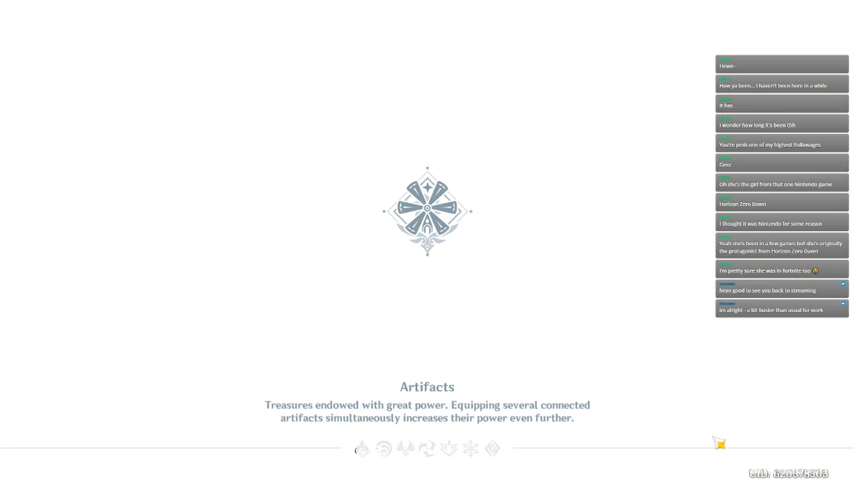 How ya been... I haven't been here in a while
It has
I wonder how long it's been tbh
You're prob one of my highest followages
Geez
Oh she's the girl from that one Nintendo game
Horizon Zero Dawn
I thought it was Nintendo for some reason
Yeah she's been in a few games but she's originally
the protagonist from Horizon Zero Dawn
I'm pretty sure she was in fortnite too
heyo good to see you back to streaming
im alright - a bit busier than usual for work
Artifacts
Treasures endowed with great power. Equipping several connected
artifacts simultaneously increases their power even further.